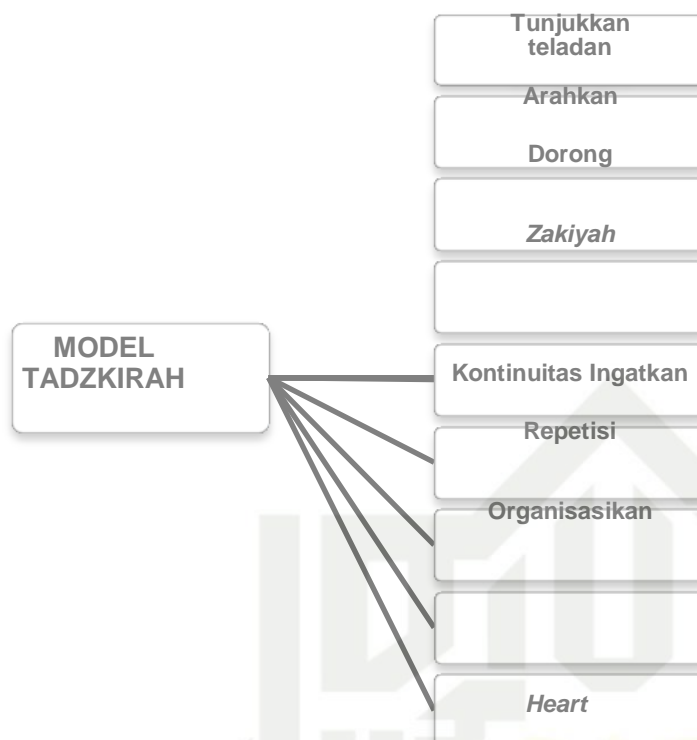 Tunjukkan
teladan
Arahkan
Dorong
Zakiyah
MODEL
TADZKIRAH
Kontinuitas Ingatkan
Repetisi
Organisasikan
Heart